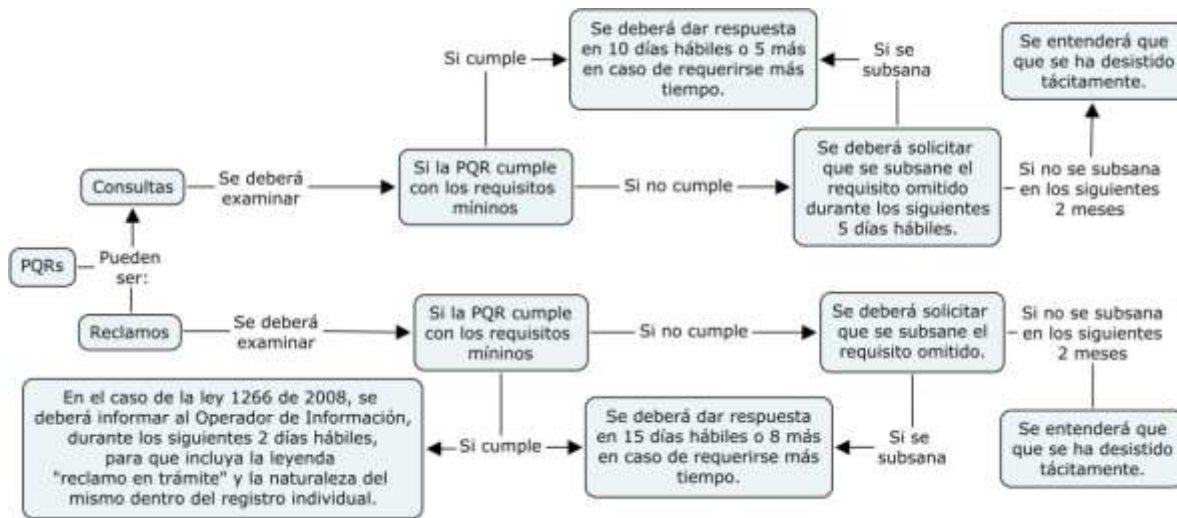 PQRs
Pueden
ser:
Consultas
Se deberá
examinar
Si la PQR cumple
con los requisitos
míninos
Si cumple
Se deberá dar respuesta
en 10 días hábiles o 5 más
en caso de requerirse más
tiempo.
Si no cumple
Se deberá solicitar
que se subsane el
requisito omitido
durante los siguientes
5 días hábiles.
Si se
subsana
Si no se subsana
en los siguientes
2 meses
Se entenderá que
que se ha desistido
tácitamente.
Reclamos
Se deberá
examinar
Si la PQR cumple
con los requisitos
míninos
Si no cumple
Se deberá solicitar
que se subsane el
requisito omitido.
Si no se subsana
en los siguientes
2 meses
Se entenderá que
que se ha desistido
tácitamente.
Si se
subsana
Se deberá dar respuesta
en 15 días hábiles o 8 más
en caso de requerirse más
tiempo.
Si cumple
En el caso de la ley 1266 de 2008, se
deberá informar al Operador de Información,
durante los siguientes 2 días hábiles,
para que incluya la leyenda
"reclamo en trámite" y la naturaleza del
mismo dentro del registro individual.